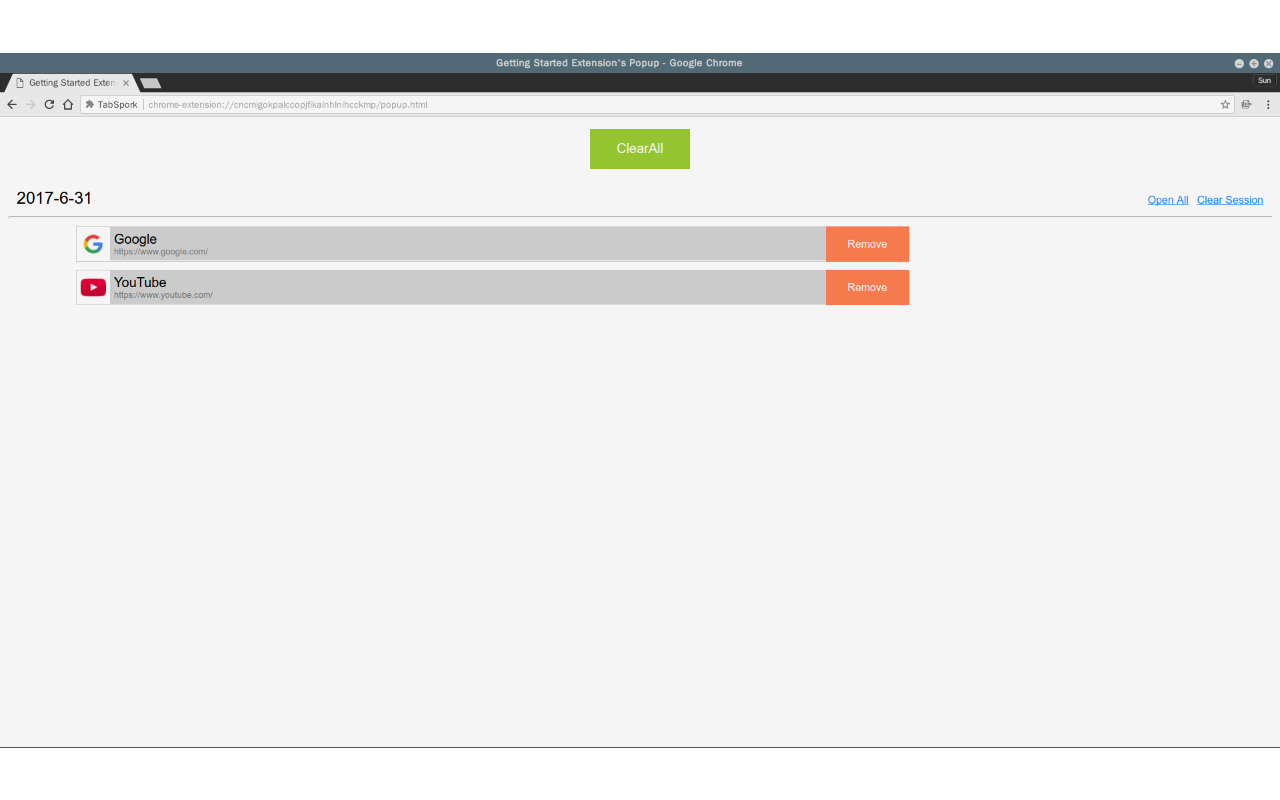 Getting Started Extension's Popup - Google Chrome
Getting Started Exten
Sun
TabSpork chrome-extension://cncmigokpalccopjfikalnhlnihcckmp/popup.html
ClearAll
2017-6-31
Open All Clear Session
Google
https://www.google.com/
Remove
YouTube
https://www.youtube.com/
Remove